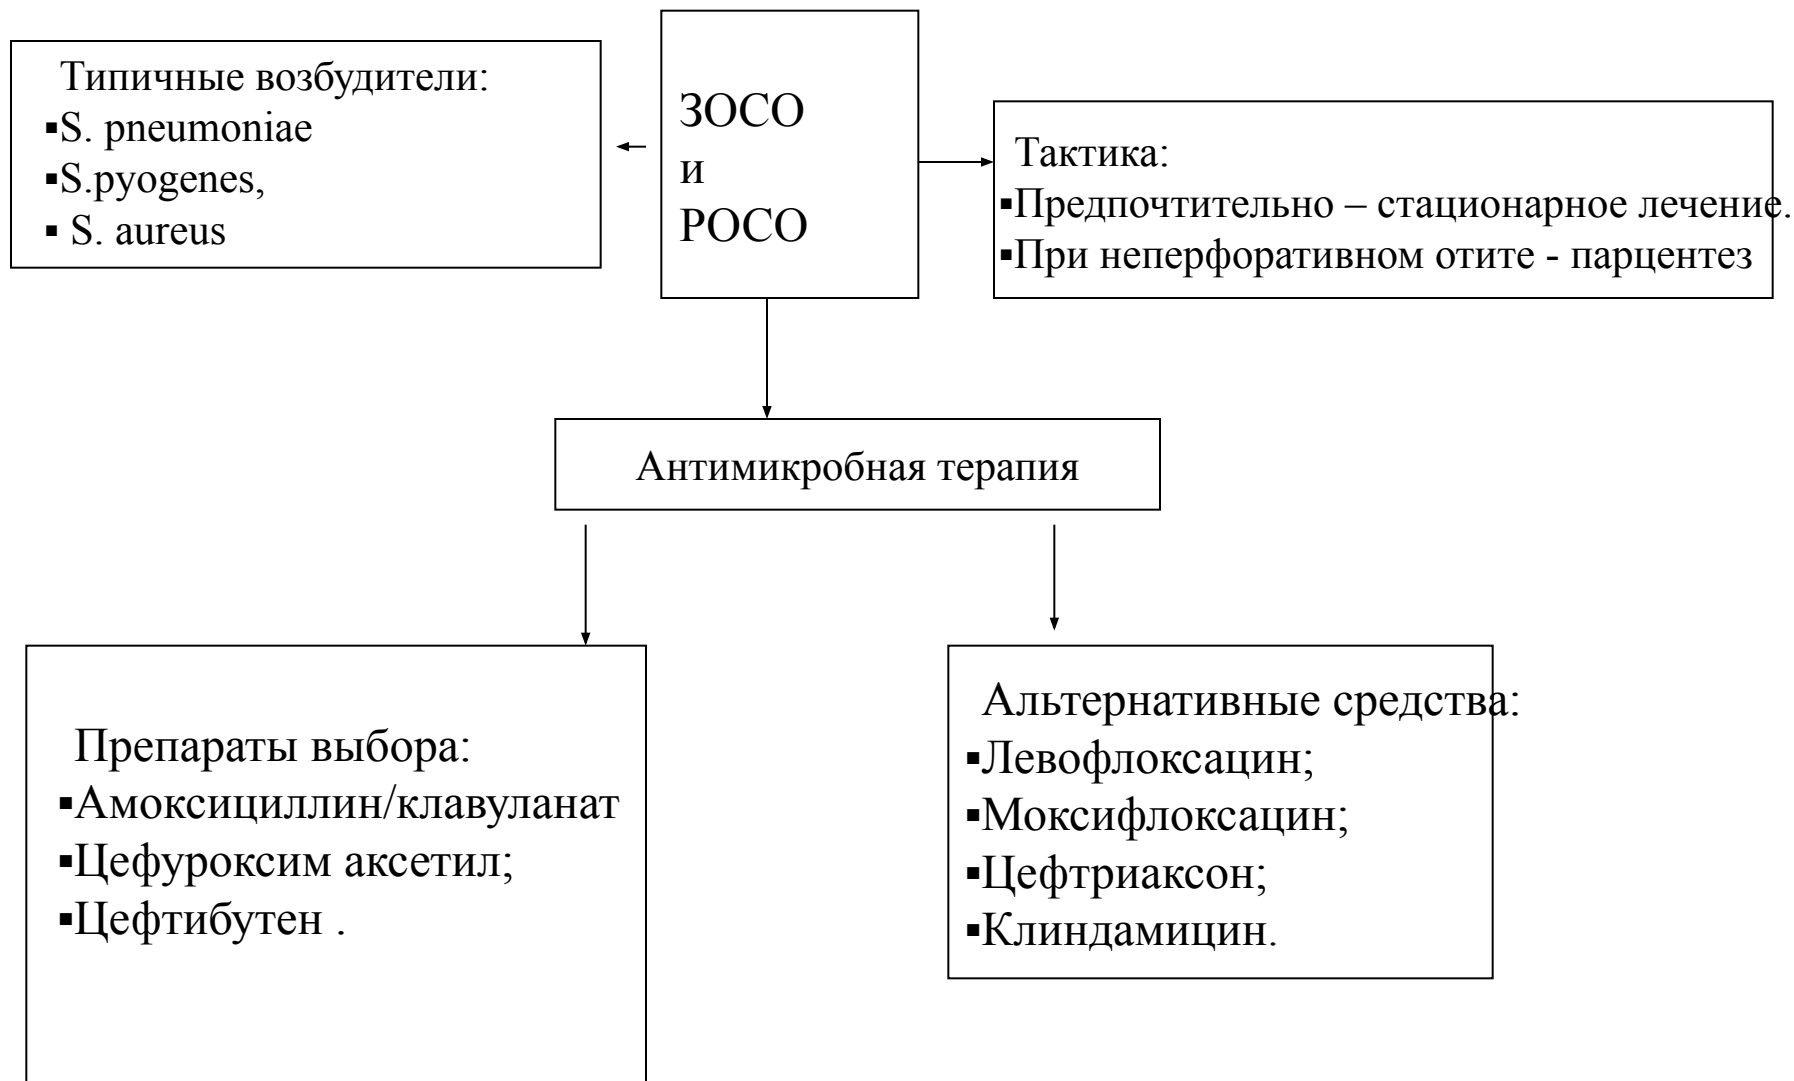 Типичные возбудители:
▪S. pneumoniae
▪S.pyogenes,
▪ S. aureus
ЗОСО
и
РОСО
Тактика:
▪Предпочтительно – стационарное лечение.
▪При неперфоративном отите - парцентез
Антимикробная терапия
Препараты выбора:
▪Амоксициллин/клавуланат
▪Цефуроксим аксетил;
▪Цефтибутен .
Альтернативные средства:
▪Левофлоксацин;
▪Моксифлоксацин;
▪Цефтриаксон;
▪Клиндамицин.